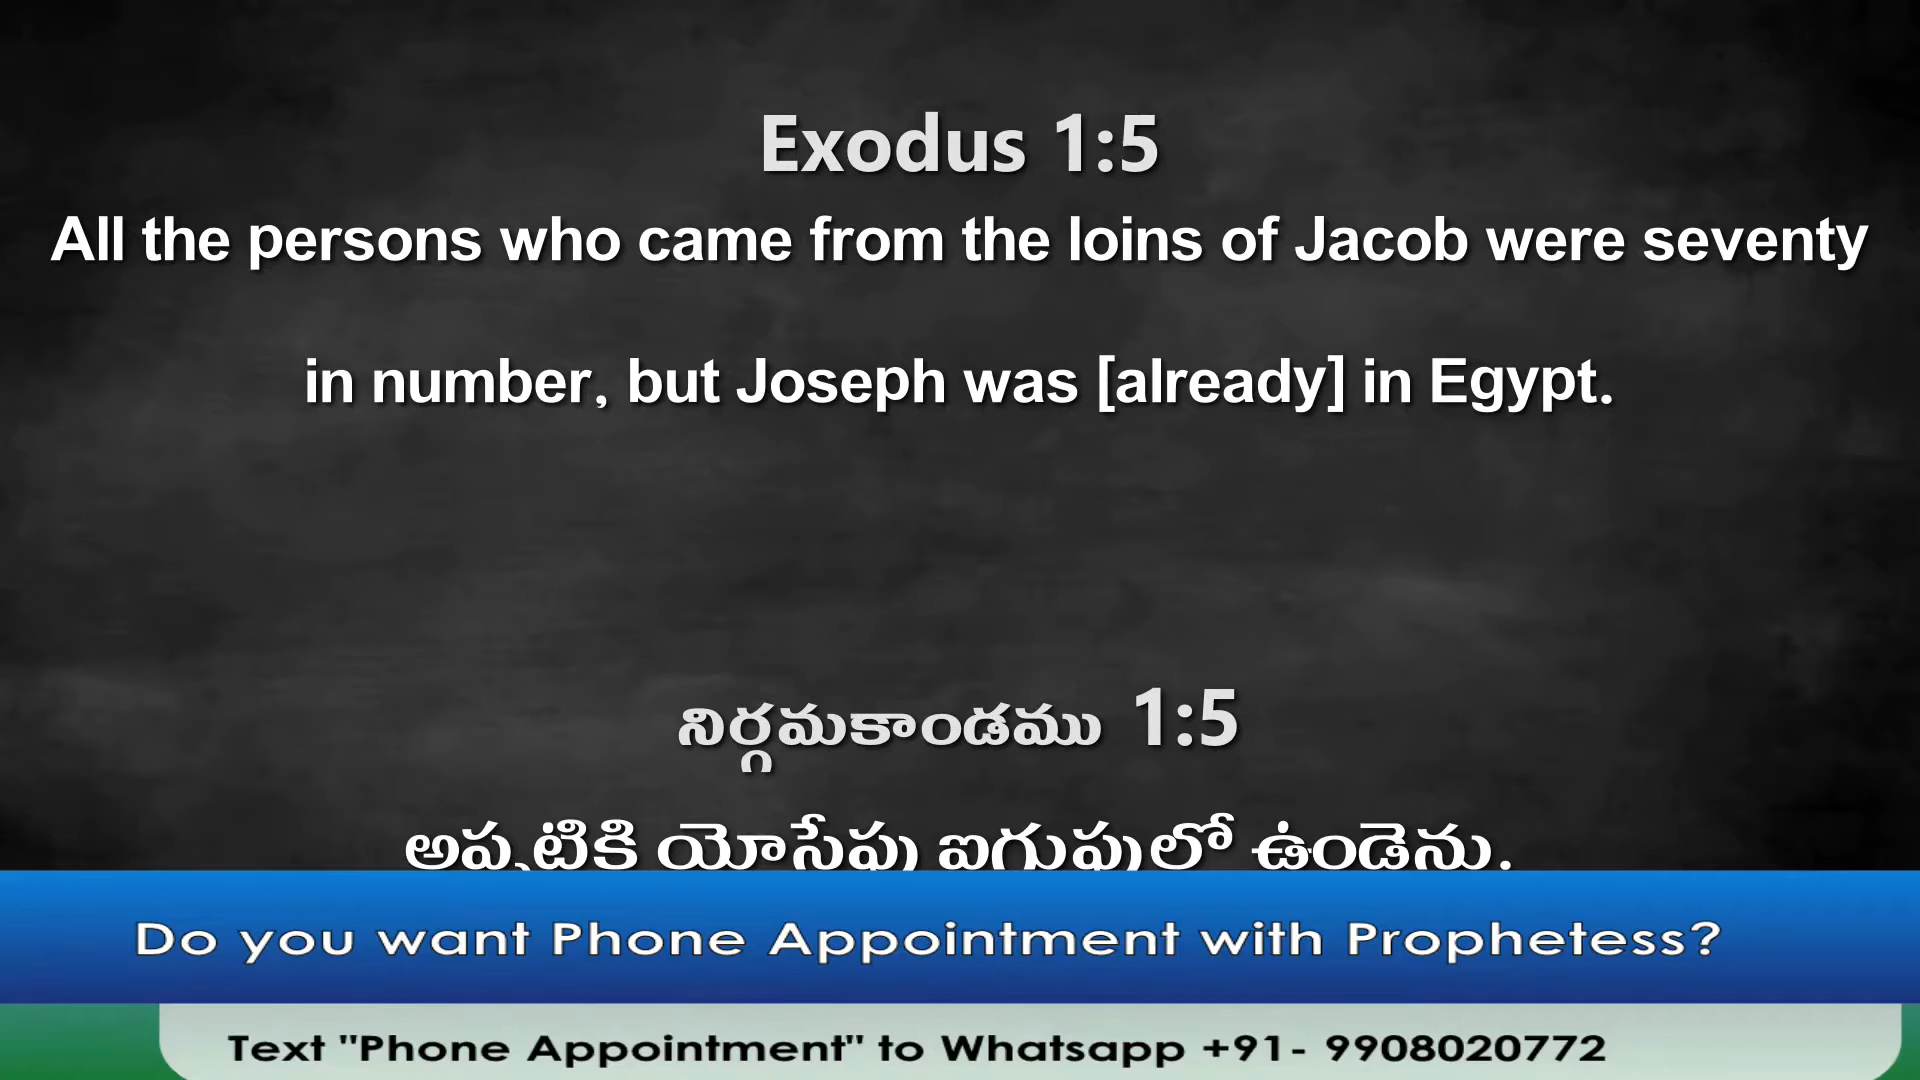 Exodus 1:5
All the persons who came from the loins of Jacob were seventy
in number, but Joseph was [already] in Egypt.
నిర్గమకాండము 1:5
అప్పటికి యోసేపు ఐగుప్తులో ఉండెను.
Do you want Phone Appointment with Prophetess?
Text "Phone Appointment" to Whatsapp +91- 9908020772